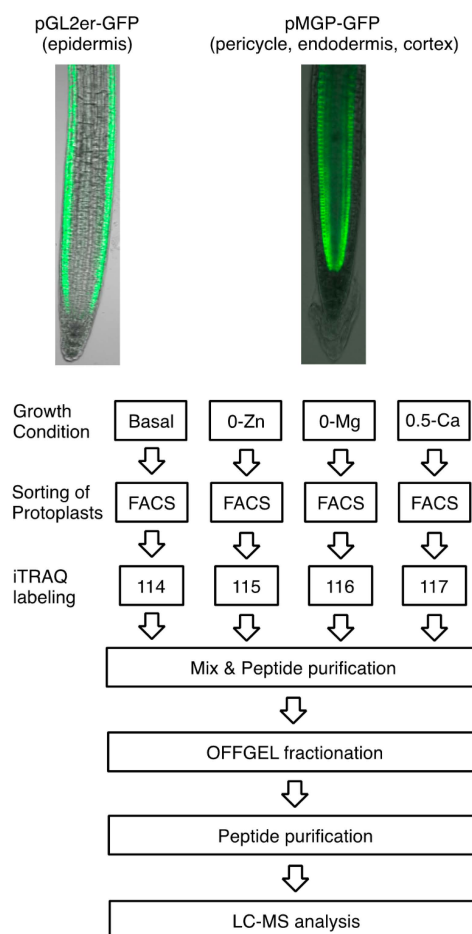 pGL2er-GFP
(epidermis)
pMGP-GFP
(pericycle, endodermis, cortex)
Growth
Condition
Basal
0-Zn
0-Mg
0.5-Ca
Sorting of
Protoplasts
FACS
FACS
FACS
FACS
iTRAQ
labeling
114
115
116
117
Mix & Peptide purification
OFFGEL fractionation
Peptide purification
LC-MS analysis